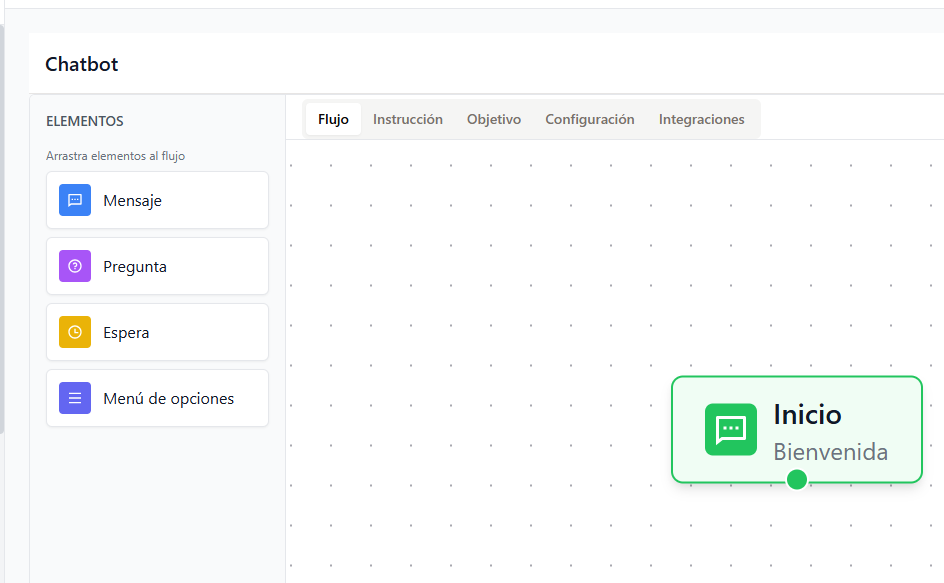 Chatbot
ELEMENTOS
Arrastra elementos al flujo
Mensaje
Pregunta
Espera
Menú de opciones
Flujo Instrucción Objetivo Configuración Integraciones
Inicio
Bienvenida